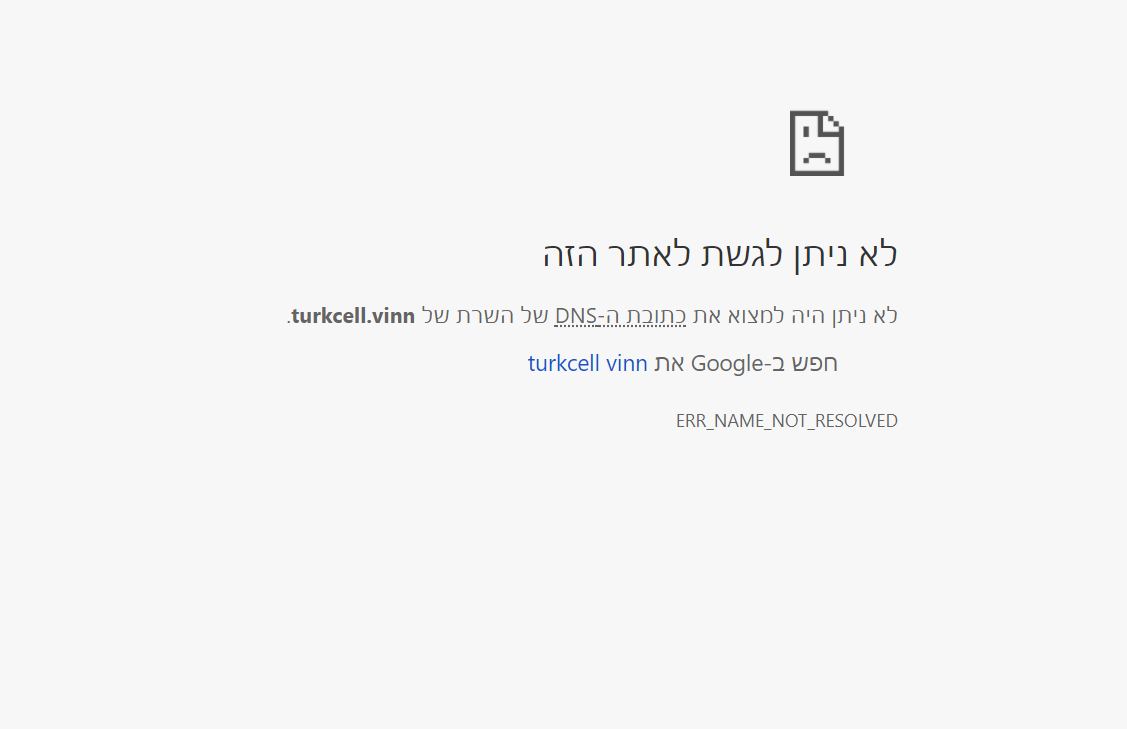 לא ניתן לגשת לאתר הזה
לא ניתן היה למצוא את כתובת ה-DNS של השרת של turkcell.vinn.
חפש ב-Google את turkcell vinn
ERR_NAME_NOT_RESOLVED